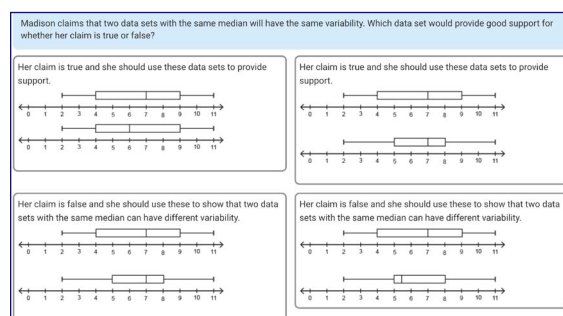 Madison claims that two data sets with the same median will have the same variability. Which data set would provide good support for
whether her claim is true or false?
Her claim is true and she should use these data sets to provide
support.
0 1 2 3 4 5 6 7 8 9 10 11
0 1 2 3 4 5 6 7 8 9 10 11
Her claim is true and she should use these data sets to provide
support.
0 1 2 3 4 5 6 7 8 9 10 11
0 1 2 3 4 5 6 7 8 9 10 11
Her claim is false and she should use these to show that two data
sets with the same median can have different variability.
0 1 2 3 4 5 6 7 8 9 10 11
0 1 2 3 4 5 6 7 8 9 10 11
Her claim is false and she should use these to show that two data
sets with the same median can have different variability.
0 1 2 3 4 5 6 7 8 9 10 11
0 1 2 3 4 5 6 7 8 9 10 11